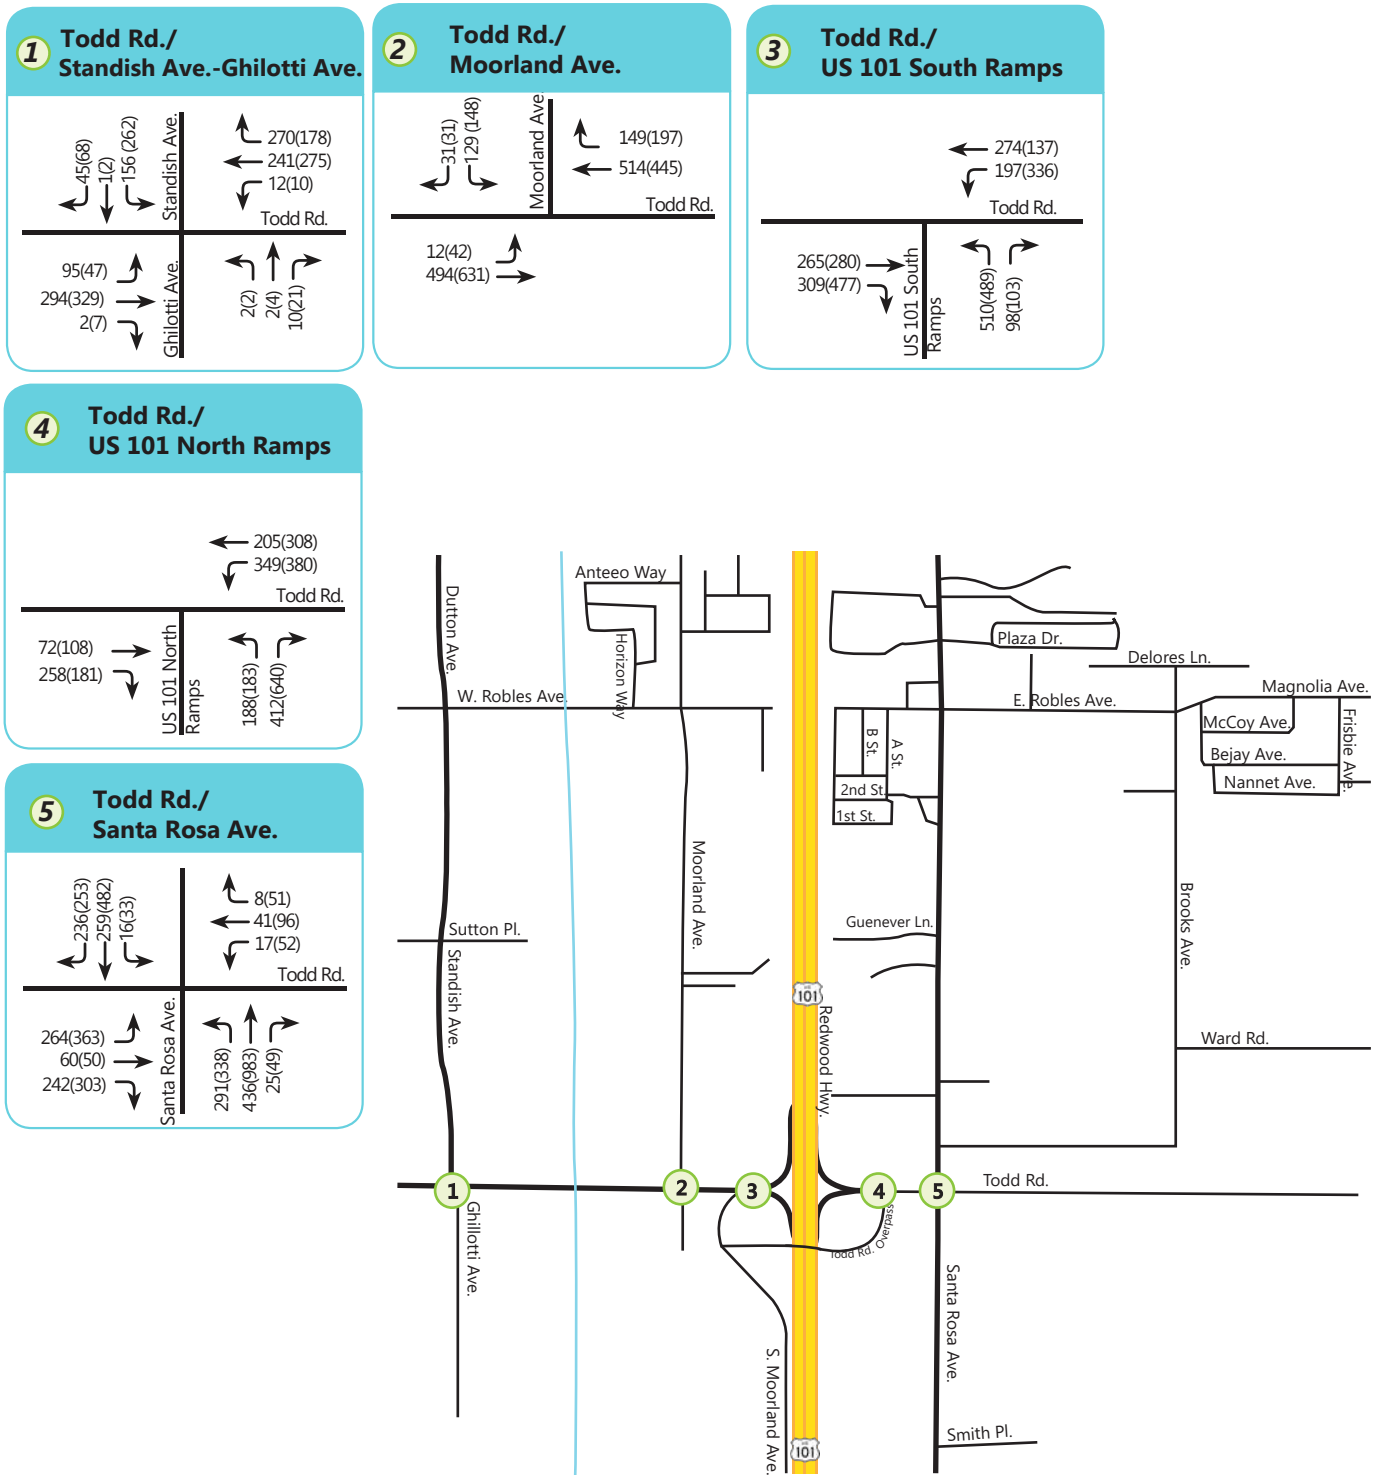 1
Todd Rd./
Standish Ave.-Ghilotti Ave.
45(68)
1(2)
156 (262)
Standish Ave.
270(178)
241(275)
12(10)
Todd Rd.
95(47)
294(329)
2(7)
Ghilotti Ave.
2(2)
2(4)
10(21)
2
Todd Rd./
Moorland Ave.
31(31)
129 (148)
Moorland Ave.
149(197)
514(445)
Todd Rd.
12(42)
494(631)
3
Todd Rd./
US 101 South Ramps
274(137)
197(336)
Todd Rd.
265(280)
309(477)
US 101 South
Ramps
510(489)
98(103)
4
Todd Rd./
US 101 North Ramps
205(308)
349(380)
Todd Rd.
72(108)
258(181)
US 101 North
Ramps
188(183)
412(640)
5
Todd Rd./
Santa Rosa Ave.
236(253)
259(482)
16(33)
8(51)
41(96)
17(52)
Todd Rd.
264(363)
60(50)
242(303)
Santa Rosa Ave.
291(338)
436(983)
25(49)
Anteeo Way
Dutton Ave.
Horizon Way
W. Robles Ave.
Plaza Dr.
Delores Ln.
Magnolia Ave.
E. Robles Ave.
McCoy Ave.
Frisbie Ave.
B St.
A St.
Bejay Ave.
2nd St.
Nannet Ave.
1st St.
Moorland Ave.
Brooks Ave.
Guenever Ln.
Sutton Pl.
Standish Ave.
101
Redwood Hwy.
Ward Rd.
1
2
3
4
5
Todd Rd.
Ghillotti Ave.
Todd Rd. Overpass
Santa Rosa Ave.
S. Moorland Ave.
Smith Pl.
101